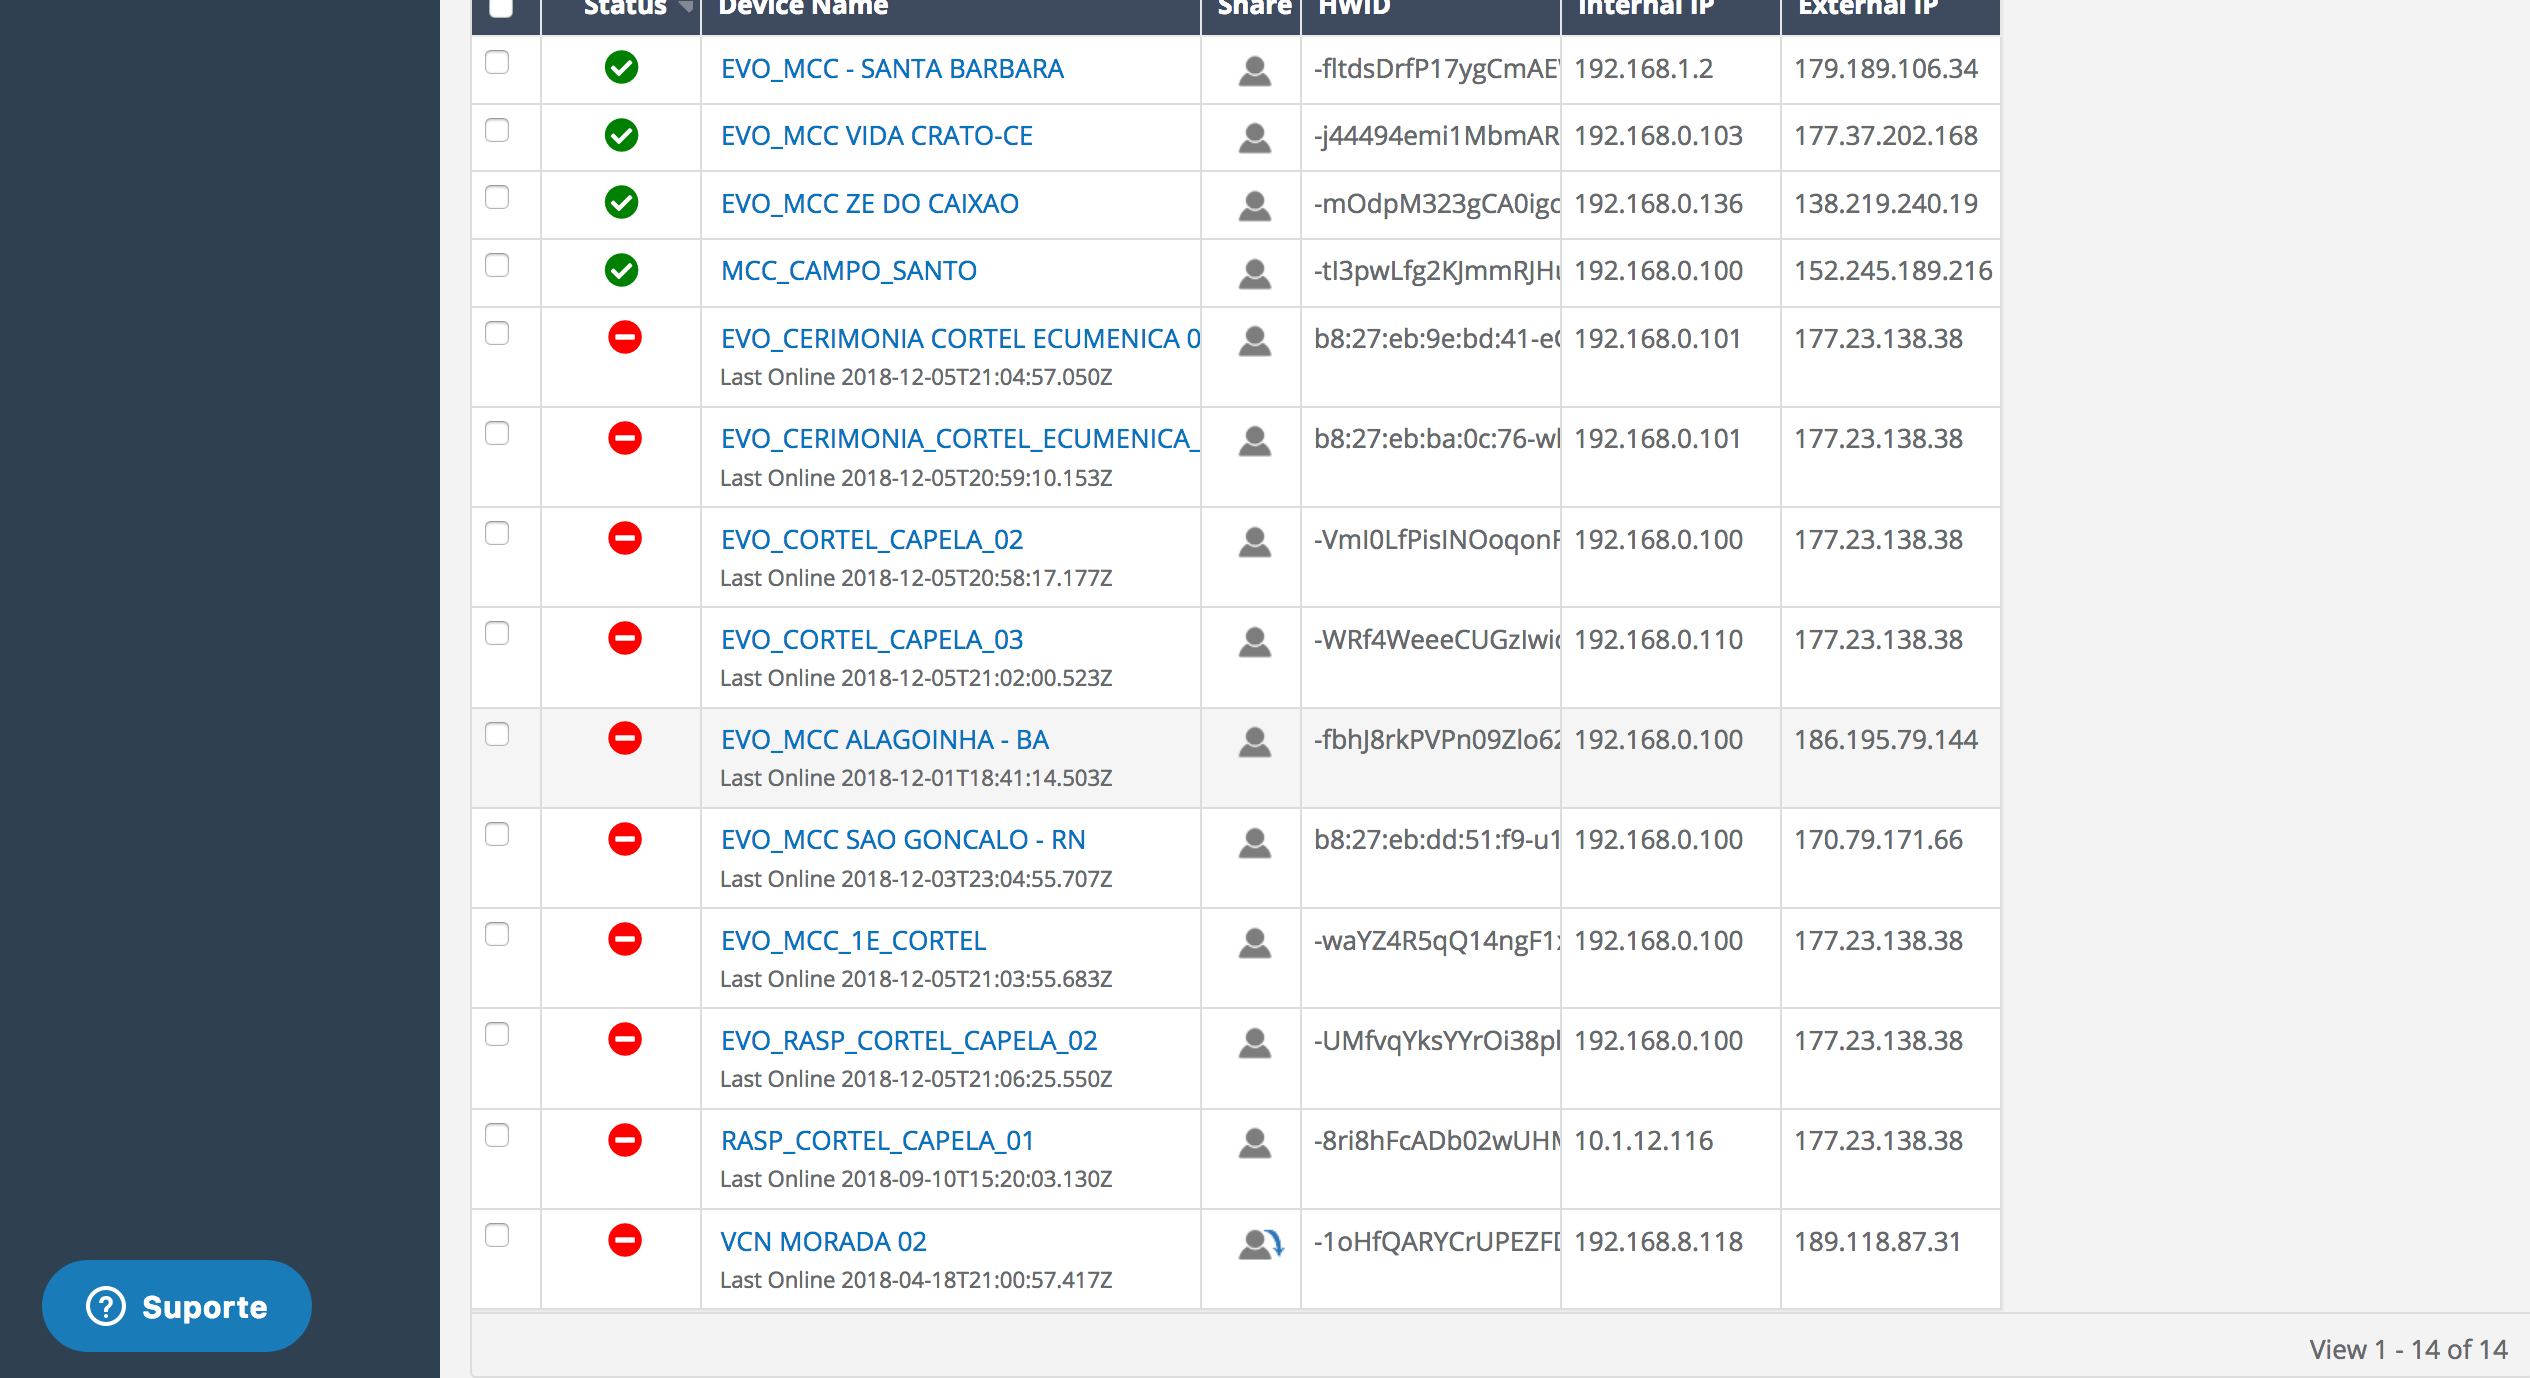 Status Device Name Share HWID Internal IP External IP
EVO_MCC - SANTA BARBARA -fltdsDrfP17ygCmAE 192.168.1.2 179.189.106.34
EVO_MCC VIDA CRATO-CE -j44494emi1MbmAR 192.168.0.103 177.37.202.168
EVO_MCC ZE DO CAIXAO -mOdpM323gCA0igc 192.168.0.136 138.219.240.19
MCC_CAMPO_SANTO -tI3pwLfg2KJmmRJH 192.168.0.100 152.245.189.216
EVO_CERIMONIA CORTEL ECUMENICA 0 b8:27:eb:9e:bd:41-e 192.168.0.101 177.23.138.38
Last Online 2018-12-05T21:04:57.050Z
EVO_CERIMONIA_CORTEL_ECUMENICA_ b8:27:eb:ba:0c:76-w 192.168.0.101 177.23.138.38
Last Online 2018-12-05T20:59:10.153Z
EVO_CORTEL_CAPELA_02 -VmI0LfPisINOoqon 192.168.0.100 177.23.138.38
Last Online 2018-12-05T20:58:17.177Z
EVO_CORTEL_CAPELA_03 -WRf4WeeeCUGzIwi 192.168.0.110 177.23.138.38
Last Online 2018-12-05T21:02:00.523Z
EVO_MCC ALAGOINHA - BA -fbhJ8rkPVPn09Zlo62 192.168.0.100 186.195.79.144
Last Online 2018-12-01T18:41:14.503Z
EVO_MCC SAO GONCALO - RN b8:27:eb:dd:51:f9-u1 192.168.0.100 170.79.171.66
Last Online 2018-12-03T23:04:55.707Z
EVO_MCC_1E_CORTEL -waYZ4R5qQ14ngF1 192.168.0.100 177.23.138.38
Last Online 2018-12-05T21:03:55.683Z
EVO_RASP_CORTEL_CAPELA_02 -UMfvqYksYYrOi38p 192.168.0.100 177.23.138.38
Last Online 2018-12-05T21:06:25.550Z
RASP_CORTEL_CAPELA_01 -8ri8hFcADb02wUH 10.1.12.116 177.23.138.38
Last Online 2018-09-10T15:20:03.130Z
VCN MORADA 02 -1oHfQARYCrUPEZF 192.168.8.118 189.118.87.31
Last Online 2018-04-18T21:00:57.417Z
? Suporte
View 1 - 14 of 14